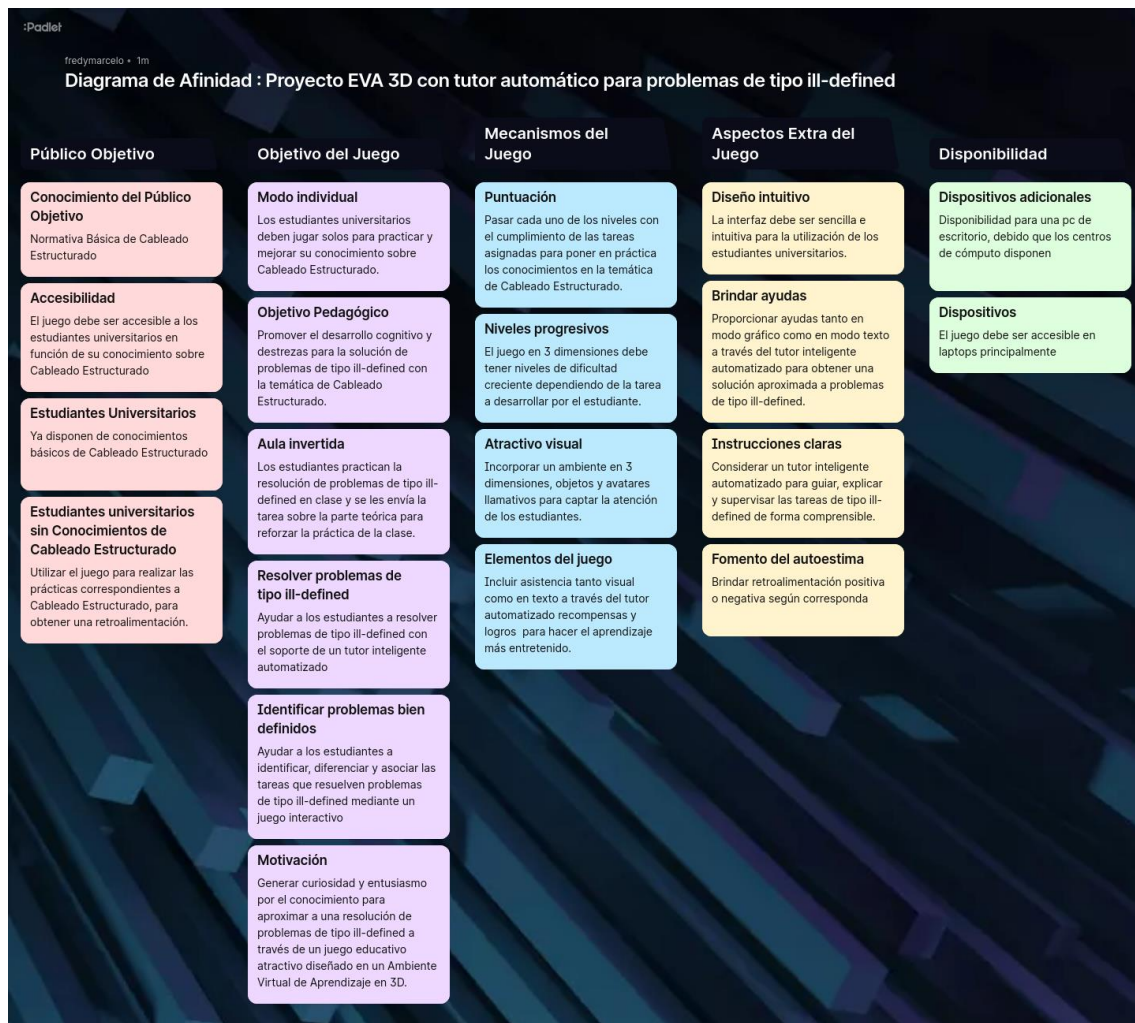 :Padlet
fredymarcelo • 1m
Diagrama de Afinidad : Proyecto EVA 3D con tutor automático para problemas de tipo ill-defined
Público Objetivo
Conocimiento del Público
Objetivo
Normativa Básica de Cableado
Estructurado
Accesibilidad
El juego debe ser accesible a los
estudiantes universitarios en
función de su conocimiento sobre
Cableado Estructurado
Estudiantes Universitarios
Ya disponen de conocimientos
básicos de Cableado Estructurado
Estudiantes universitarios
sin Conocimientos de
Cableado Estructurado
Utilizar el juego para realizar las
prácticas correspondientes a
Cableado Estructurado, para
obtener una retroalimentación.
Objetivo del Juego
Modo individual
Los estudiantes universitarios
deben jugar solos para practicar y
mejorar su conocimiento sobre
Cableado Estructurado.
Objetivo Pedagógico
Promover el desarrollo cognitivo y
destrezas para la solución de
problemas de tipo ill-defined con
la temática de Cableado
Estructurado.
Aula invertida
Los estudiantes practican la
resolución de problemas de tipo ill-
defined en clase y se les envía la
tarea sobre la parte teórica para
reforzar la práctica de la clase.
Resolver problemas de
tipo ill-defined
Ayudar a los estudiantes a resolver
problemas de tipo ill-defined con
el soporte de un tutor inteligente
automatizado
Identificar problemas bien
definidos
Ayudar a los estudiantes a
identificar, diferenciar y asociar las
tareas que resuelven problemas
de tipo ill-defined mediante un
juego interactivo
Motivación
Generar curiosidad y entusiasmo
por el conocimiento para
aproximar a una resolución de
problemas de tipo ill-defined a
través de un juego educativo
atractivo diseñado en un Ambiente
Virtual de Aprendizaje en 3D.
Mecanismos del
Juego
Puntuación
Pasar cada uno de los niveles con
el cumplimiento de las tareas
asignadas para poner en práctica
los conocimientos en la temática
de Cableado Estructurado.
Niveles progresivos
El juego en 3 dimensiones debe
tener niveles de dificultad
creciente dependiendo de la tarea
a desarrollar por el estudiante.
Atractivo visual
Incorporar un ambiente en 3
dimensiones, objetos y avatares
llamativos para captar la atención
de los estudiantes.
Elementos del juego
Incluir asistencia tanto visual
como en texto a través del tutor
automatizado recompensas y
logros  para hacer el aprendizaje
más entretenido.
Aspectos Extra del
Juego
Diseño intuitivo
La interfaz debe ser sencilla e
intuitiva para la utilización de los
estudiantes universitarios.
Brindar ayudas
Proporcionar ayudas tanto en
modo gráfico como en modo texto
a través del tutor inteligente
automatizado para obtener una
solución aproximada a problemas
de tipo ill-defined.
Instrucciones claras
Considerar un tutor inteligente
automatizado para guiar, explicar
y supervisar las tareas de tipo ill-
defined de forma comprensible.
Fomento del autoestima
Brindar retroalimentación positiva
o negativa según corresponda
Disponibilidad
Dispositivos adicionales
Disponibilidad para una pc de
escritorio, debido que los centros
de cómputo disponen
Dispositivos
El juego debe ser accesible en
laptops principalmente